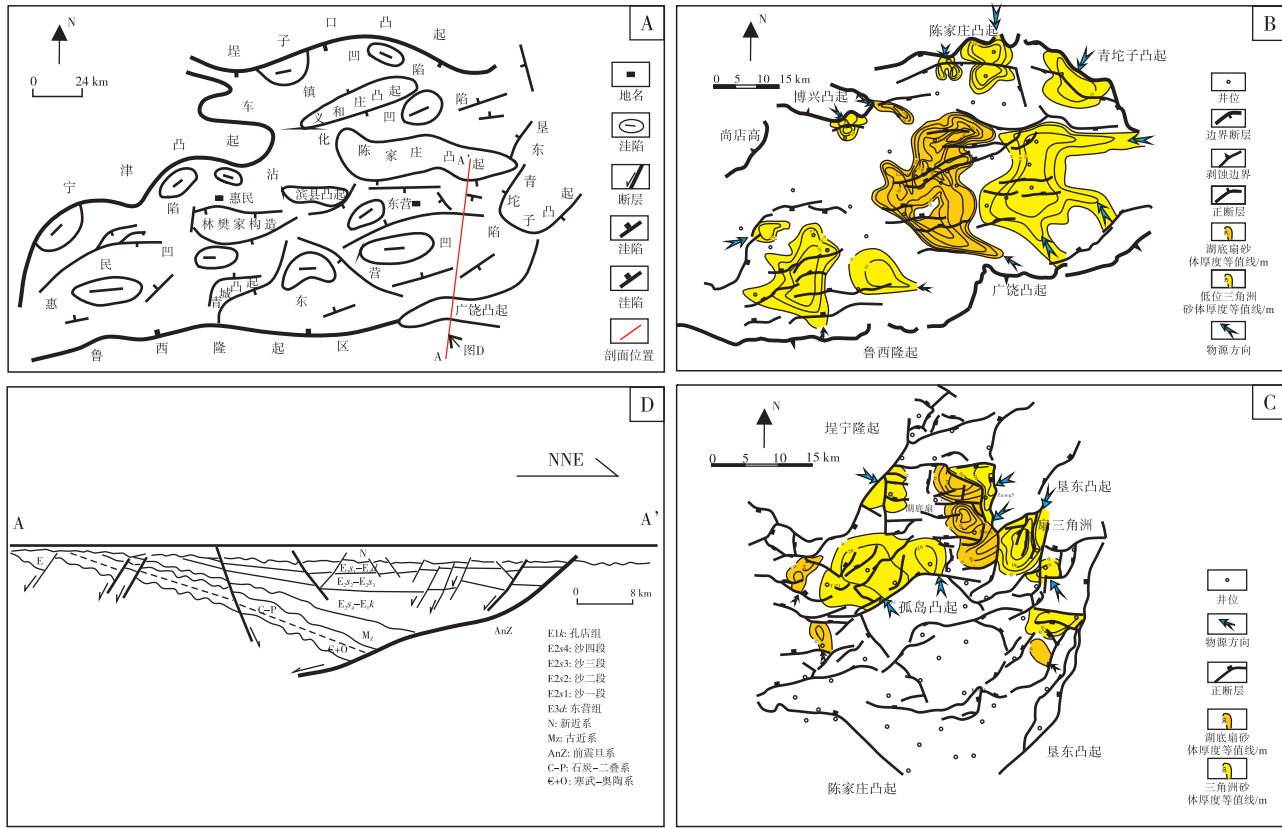 A
N
0 24 km
埕子口凸起
车镇凹陷
义和庄凸起
沾化凹陷
陈家庄凸起
垦东青坨子凸起
宁津凸起
惠民
滨县凸起
东营
林樊家构造
惠民凹陷
青城凸起
东营凹陷
广饶凸起
鲁西隆起区
A'
A
图D
地名
洼陷
断层
洼陷
洼陷
剖面位置
B
N
0 5 10 15 km
陈家庄凸起
青坨子凸起
博兴凸起
尚店高
广饶凸起
鲁西隆起
井位
边界断层
剥蚀边界
正断层
湖底扇砂
体厚度等值线/m
低位三角洲
砂体厚度等值线/m
物源方向
D
NNE
A
A'
N
E
C-P
Mz
Є+O
AnZ
0 8 km
E1k: 孔店组
E2s4: 沙四段
E2s3: 沙三段
E2s2: 沙二段
E2s1: 沙一段
E3d: 东营组
N: 新近系
Mz: 古近系
AnZ: 前震旦系
C-P: 石炭-二叠系
Є+O: 寒武-奥陶系
C
N
0 5 10 15 km
埕宁隆起
垦东凸起
湖底扇
扇三角洲
孤岛凸起
垦东凸起
陈家庄凸起
井位
物源方向
正断层
湖底扇砂
体厚度等值线/m
三角洲砂
体厚度等值线/m